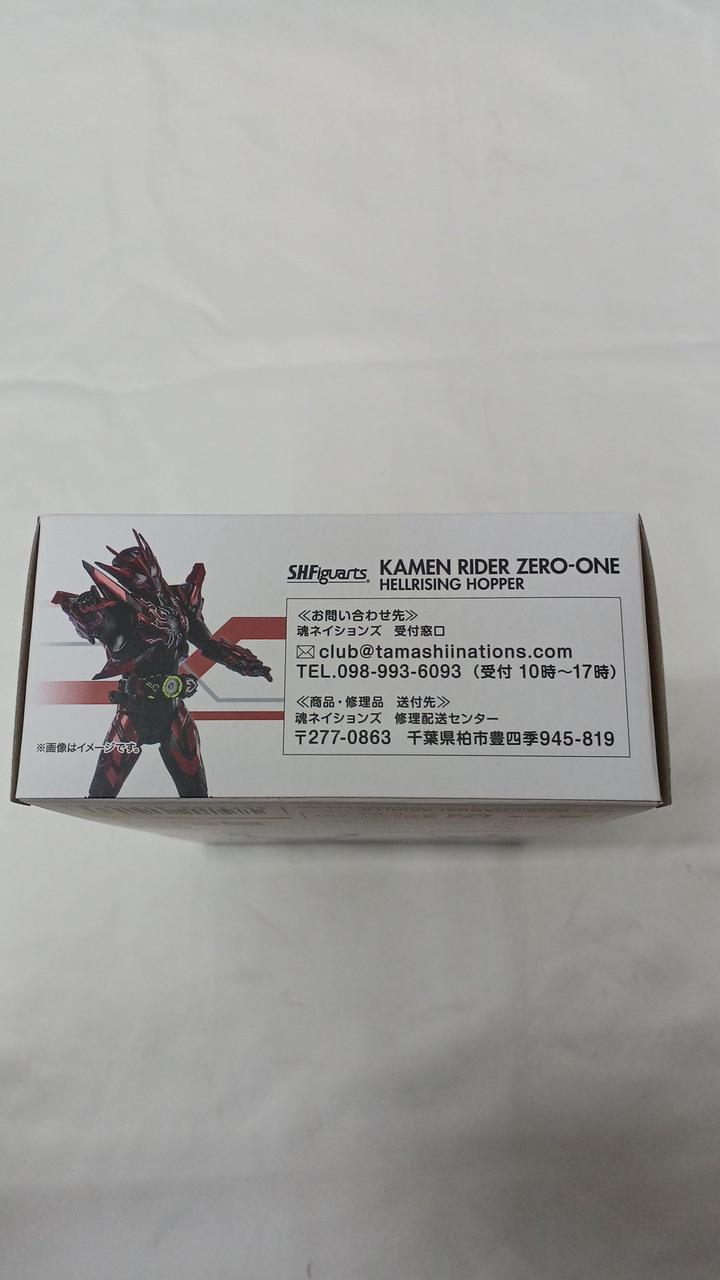 S.H.Figuarts® KAMEN RIDER ZERO-ONE
HELLRISING HOPPER
≪お問い合わせ先≫
魂ネイションズ 受付窓口
✉club@tamashiinations.com
TEL.098-993-6093(受付 10時〜17時)
≪商品・修理品 送付先≫
魂ネイションズ 修理配送センター
〒277-0863 千葉県柏市豊四季945-819
※画像はイメージです。